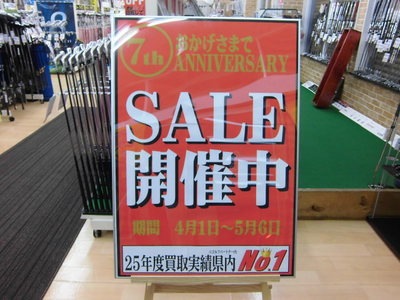 7th
おかげさまで
ANNIVERSARY
SALE
開催中
期間 4月1日～5月6日
25年度買取実績県内 No.1